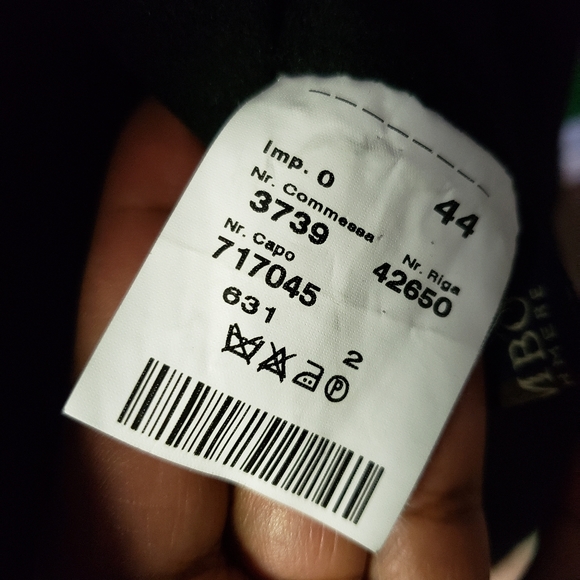 Imp. 0
44
Nr. Commessa
3739
Nr. Riga
42650
Nr. Capo
717045
631
2
P